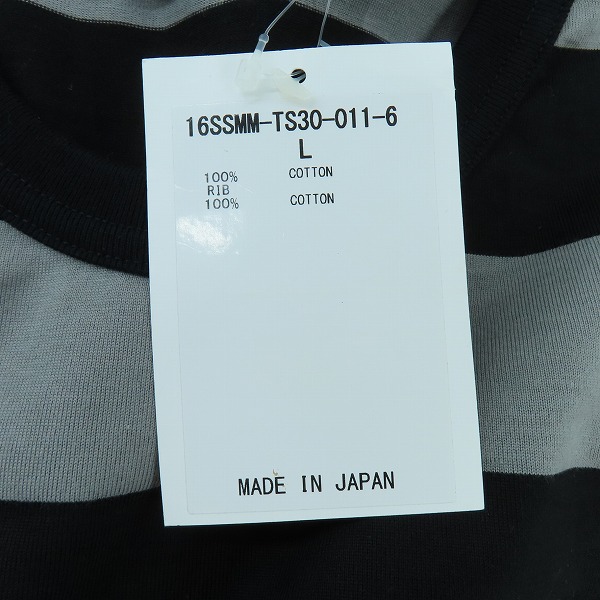 16SSMM-TS30-011-6
L
100% COTTON
RIB
100% COTTON
MADE IN JAPAN